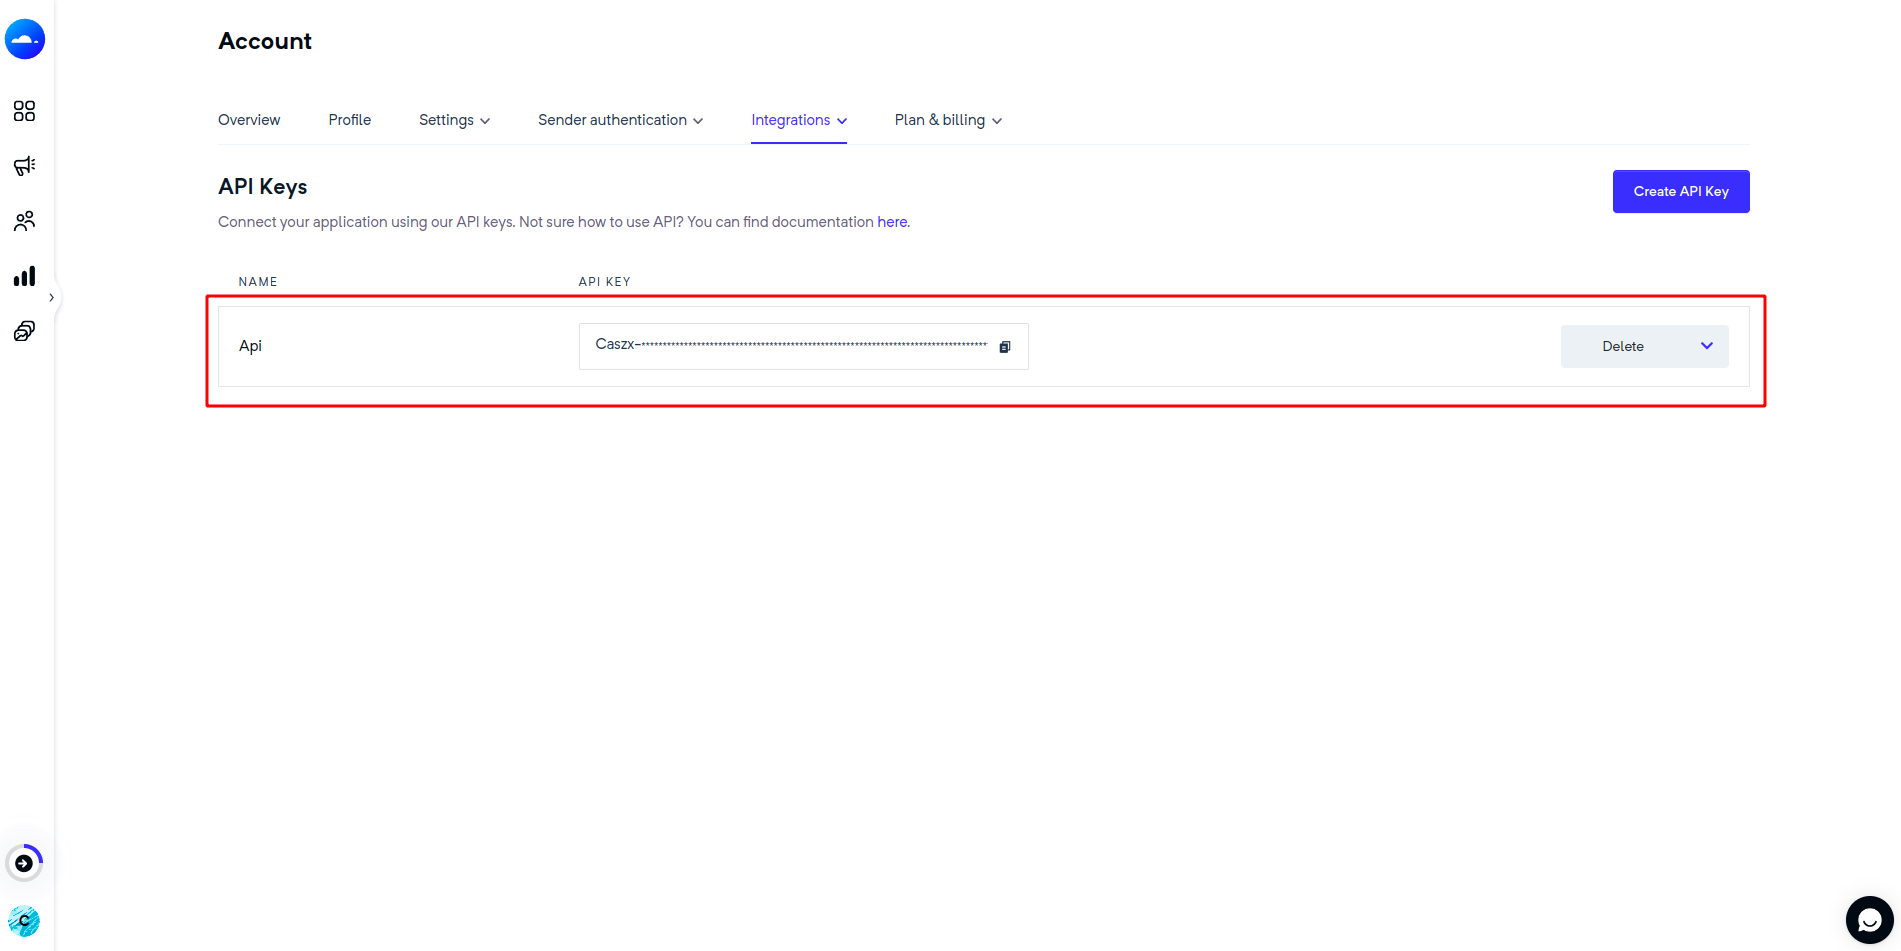 Account
Overview Profile Settings Sender authentication Integrations Plan & billing
API Keys
Create API Key
Connect your application using our API keys. Not sure how to use API? You can find documentation here.
NAME API KEY
Api Caszx-************************************************************************************ Delete
C